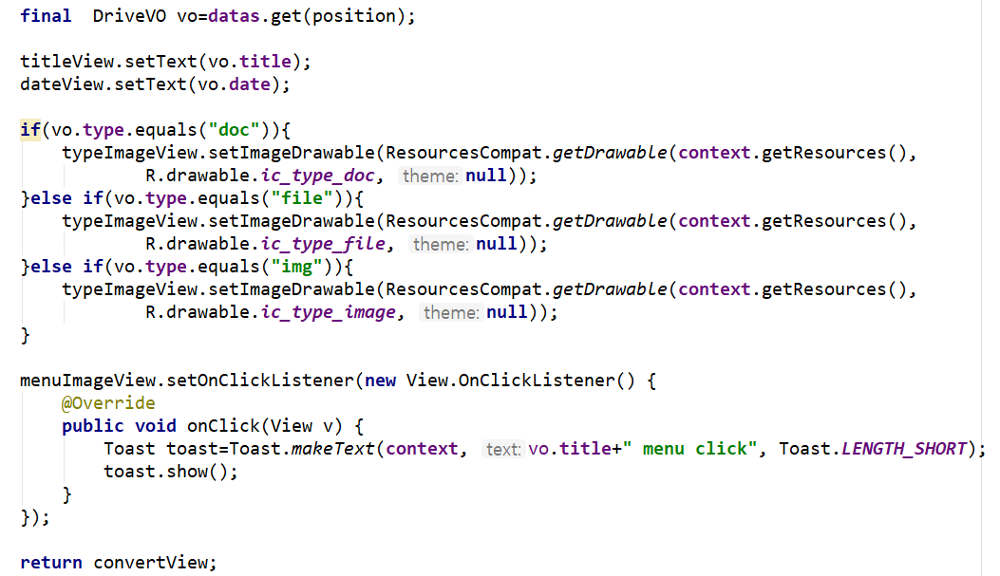 final  DriveVO vo=datas.get(position);
titleView.setText(vo.title);
dateView.setText(vo.date);
if(vo.type.equals("doc")){
    typeImageView.setImageDrawable(ResourcesCompat.getDrawable(context.getResources(),
            R.drawable.ic_type_doc, theme: null));
}else if(vo.type.equals("file")){
    typeImageView.setImageDrawable(ResourcesCompat.getDrawable(context.getResources(),
            R.drawable.ic_type_file, theme: null));
}else if(vo.type.equals("img")){
    typeImageView.setImageDrawable(ResourcesCompat.getDrawable(context.getResources(),
            R.drawable.ic_type_image, theme: null));
}
menuImageView.setOnClickListener(new View.OnClickListener() {
    @Override
    public void onClick(View v) {
        Toast toast=Toast.makeText(context, text: vo.title+" menu click", Toast.LENGTH_SHORT);
        toast.show();
    }
});
return convertView;